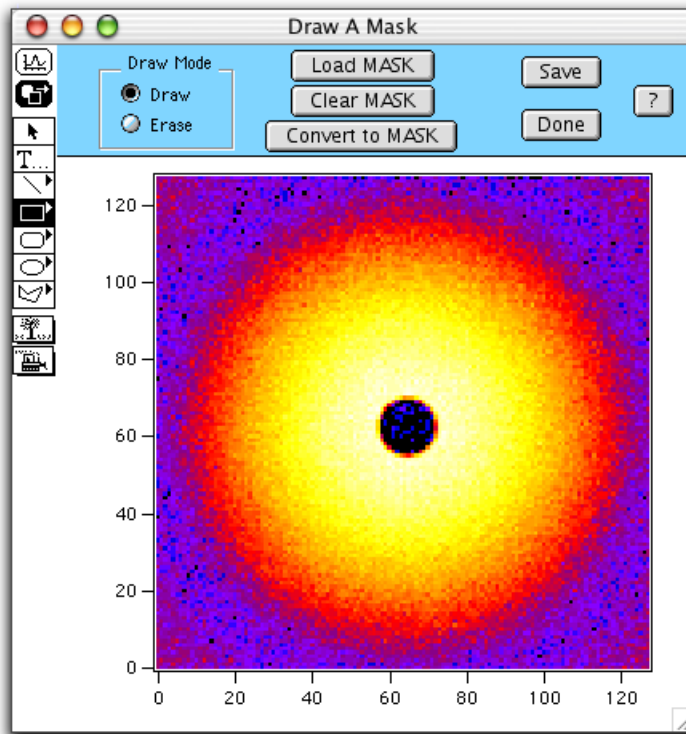 Draw A Mask
Draw Mode
Draw
Erase
Load MASK
Clear MASK
Convert to MASK
Save
Done
?
T...
120
100
80
60
40
20
0
0 20 40 60 80 100 120